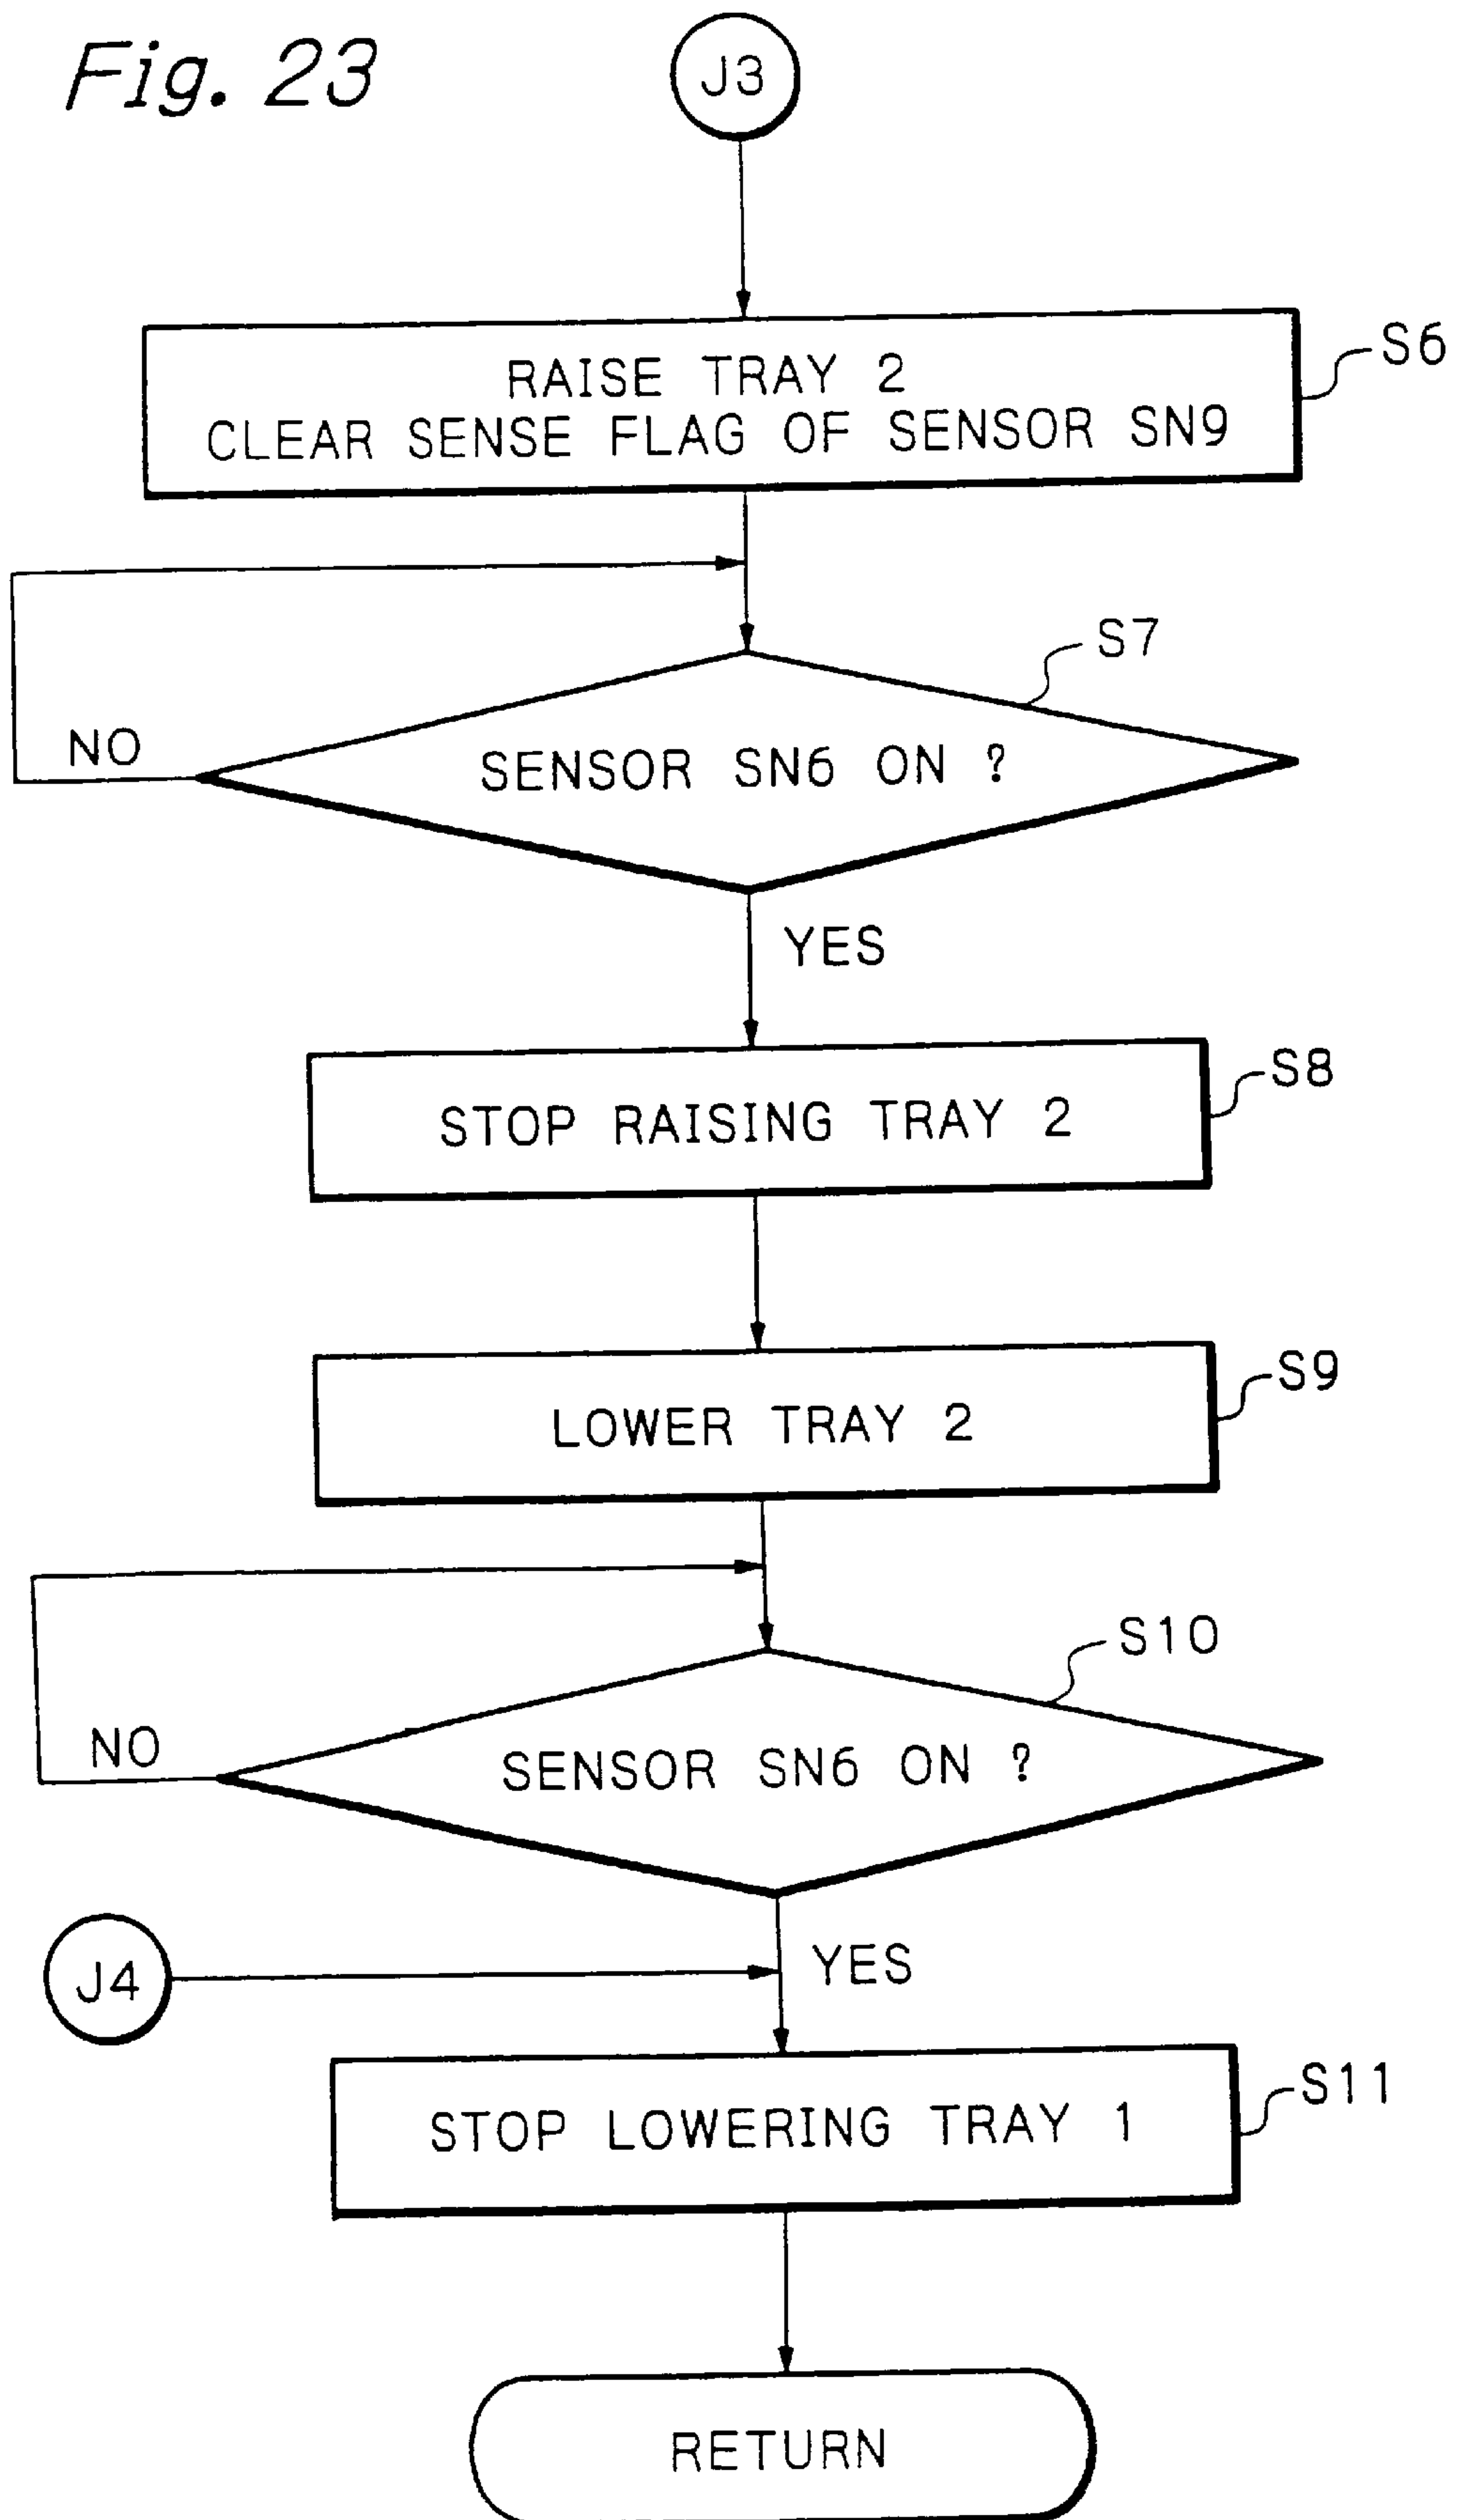 Fig. 23
J3
RAISE TRAY 2
CLEAR SENSE FLAG OF SENSOR SN9
S6
S7
NO
SENSOR SN6 ON ?
YES
STOP RAISING TRAY 2
S8
LOWER TRAY 2
S9
S10
NO
SENSOR SN6 ON ?
J4
YES
STOP LOWERING TRAY 1
S11
RETURN